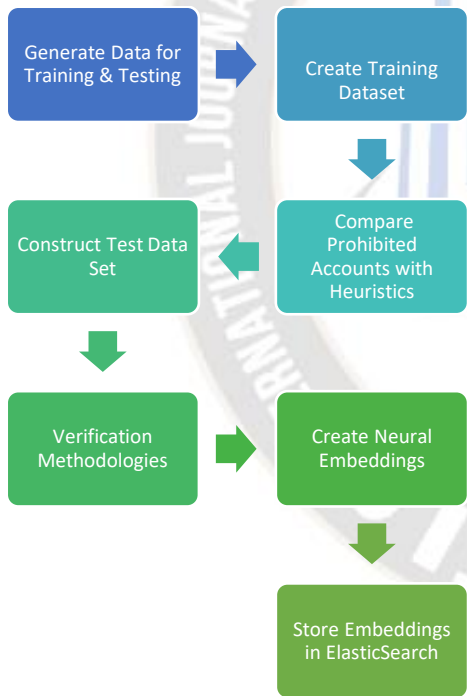 Generate Data for
Training & Testing
Create Training
Dataset
Compare
Prohibited
Accounts with
Heuristics
Construct Test Data
Set
Verification
Methodologies
Create Neural
Embeddings
Store Embeddings
in ElasticSearch